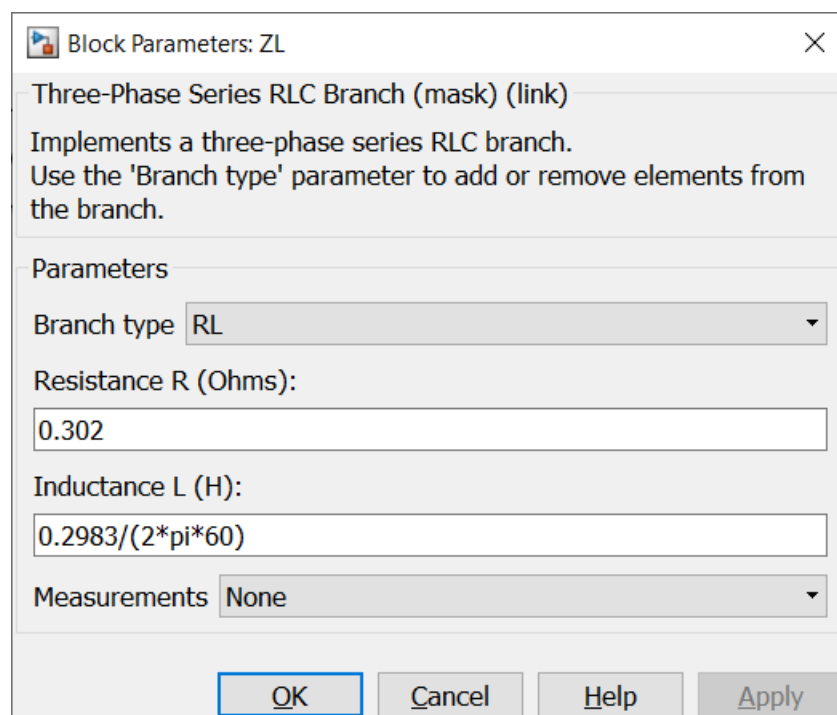 Block Parameters: ZL
Three-Phase Series RLC Branch (mask) (link)
Implements a three-phase series RLC branch.
Use the 'Branch type' parameter to add or remove elements from
the branch.
Parameters
Branch type RL
Resistance R (Ohms):
0.302
Inductance L (H):
0.2983/(2*pi*60)
Measurements None
OK Cancel Help Apply